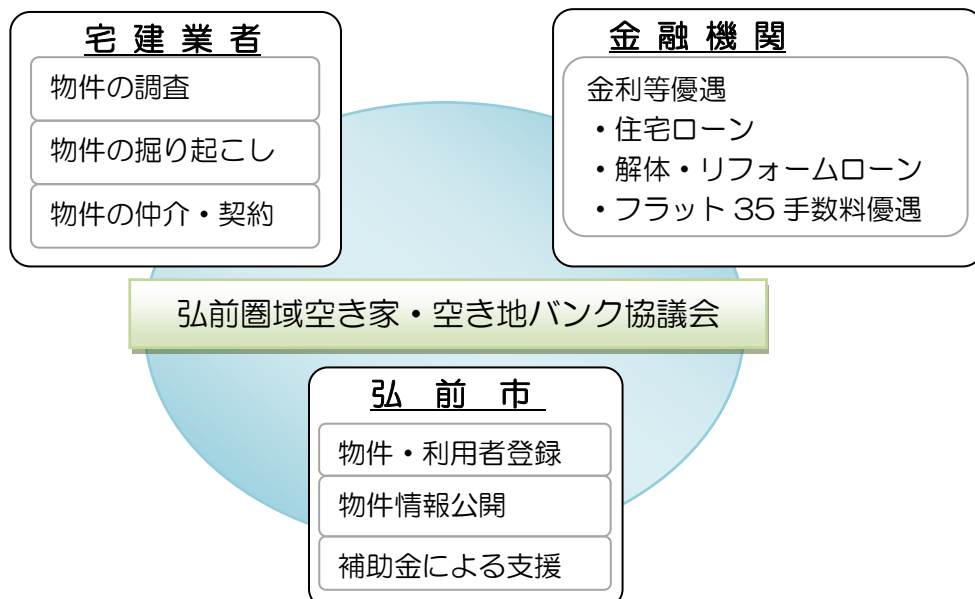 宅 建 業 者
物件の調査
物件の掘り起こし
物件の仲介・契約
金 融 機 関
金利等優遇
・住宅ローン
・解体・リフォームローン
・フラット 35 手数料優遇
弘前圏域空き家・空き地バンク協議会
弘 前 市
物件・利用者登録
物件情報公開
補助金による支援